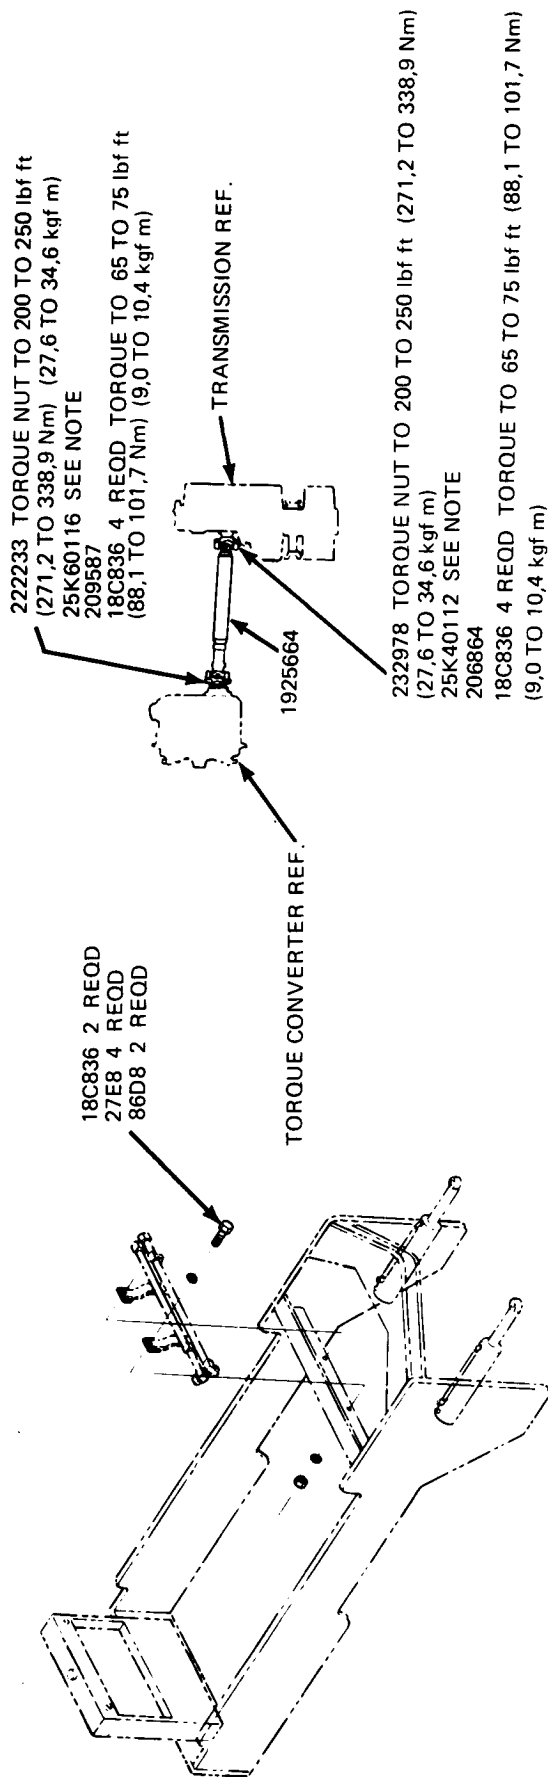 18C836 2 REQD
27E8 4 REQD
86D8 2 REQD
TORQUE CONVERTER REF.
222233 TORQUE NUT TO 200 TO 250 lbf ft
(271,2 TO 338,9 Nm) (27,6 TO 34,6 kgf m)
25K60116 SEE NOTE
209587
18C836 4 REQD TORQUE TO 65 TO 75 lbf ft
(88,1 TO 101,7 Nm) (9,0 TO 10,4 kgf m)
TRANSMISSION REF.
1925664
232978 TORQUE NUT TO 200 TO 250 lbf ft (271,2 TO 338,9 Nm)
(27,6 TO 34,6 kgf m)
25K40112 SEE NOTE
206864
18C836 4 REQD TORQUE TO 65 TO 75 lbf ft (88,1 TO 101,7 Nm)
(9,0 TO 10,4 kgf m)